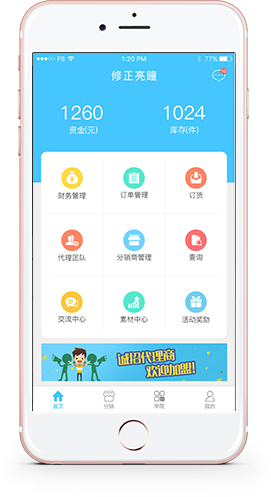 FB 1:20 PM 77%
修正亮瞳
1260 1024
资金(元) 库存(件)
财务管理 订单管理 订货
代理团队 分销商管理 查询
交流中心 素材中心 活动奖励
诚招代理商
欢迎加盟!
首页 分销 学院 我的